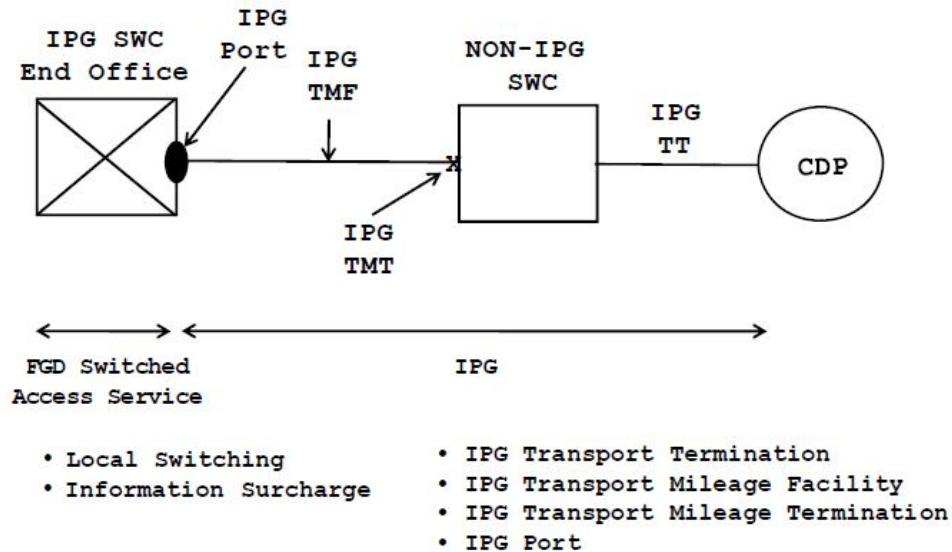 IPG SWC
End Office
IPG
Port
IPG
TMF
NON-IPG
SWC
IPG
TT
CDP
X
IPG
TMT
FGD Switched
Access Service
IPG
• Local Switching
• Information Surcharge
• IPG Transport Termination
• IPG Transport Mileage Facility
• IPG Transport Mileage Termination
• IPG Port